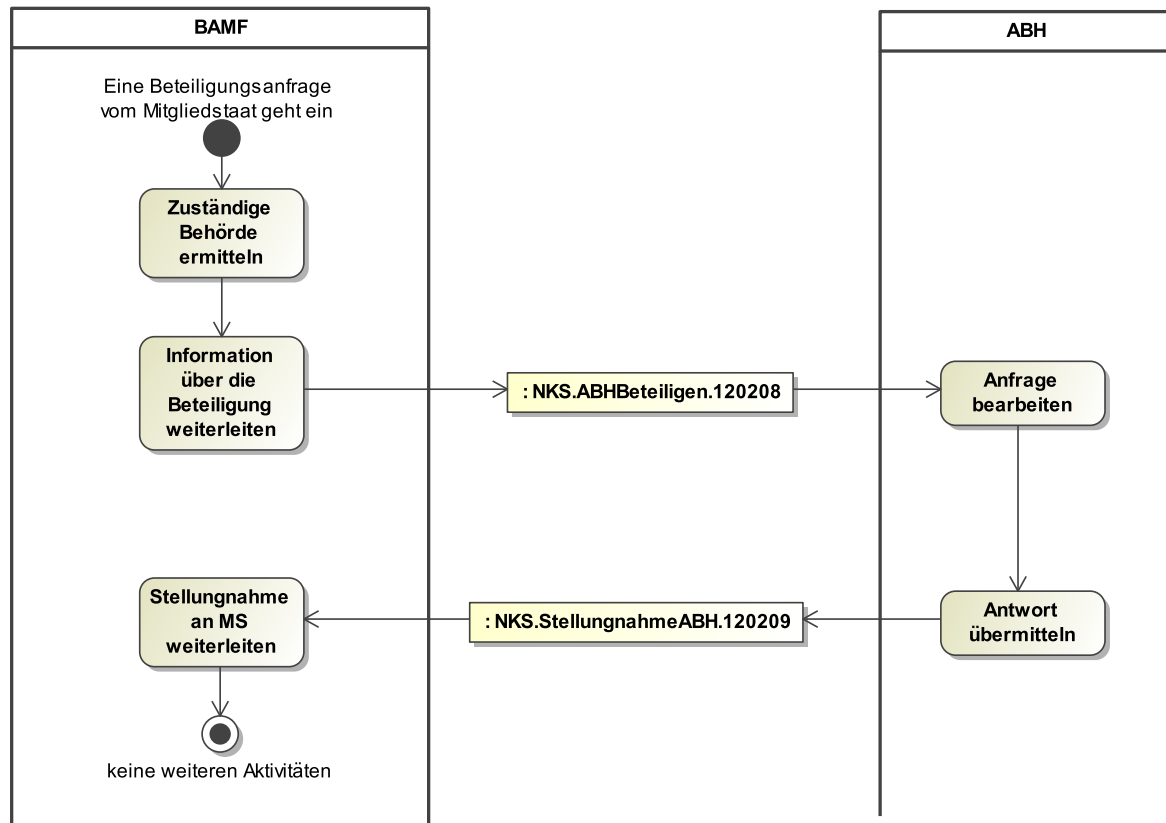 BAMF
ABH
Eine Beteiligungsanfrage
vom Mitgliedstaat geht ein
Zuständige
Behörde
ermitteln
Information
über die
Beteiligung
weiterleiten
: NKS.ABHBeteiligen.120208
Anfrage
bearbeiten
Antwort
übermitteln
: NKS.StellungnahmeABH.120209
Stellungnahme
an MS
weiterleiten
keine weiteren Aktivitäten